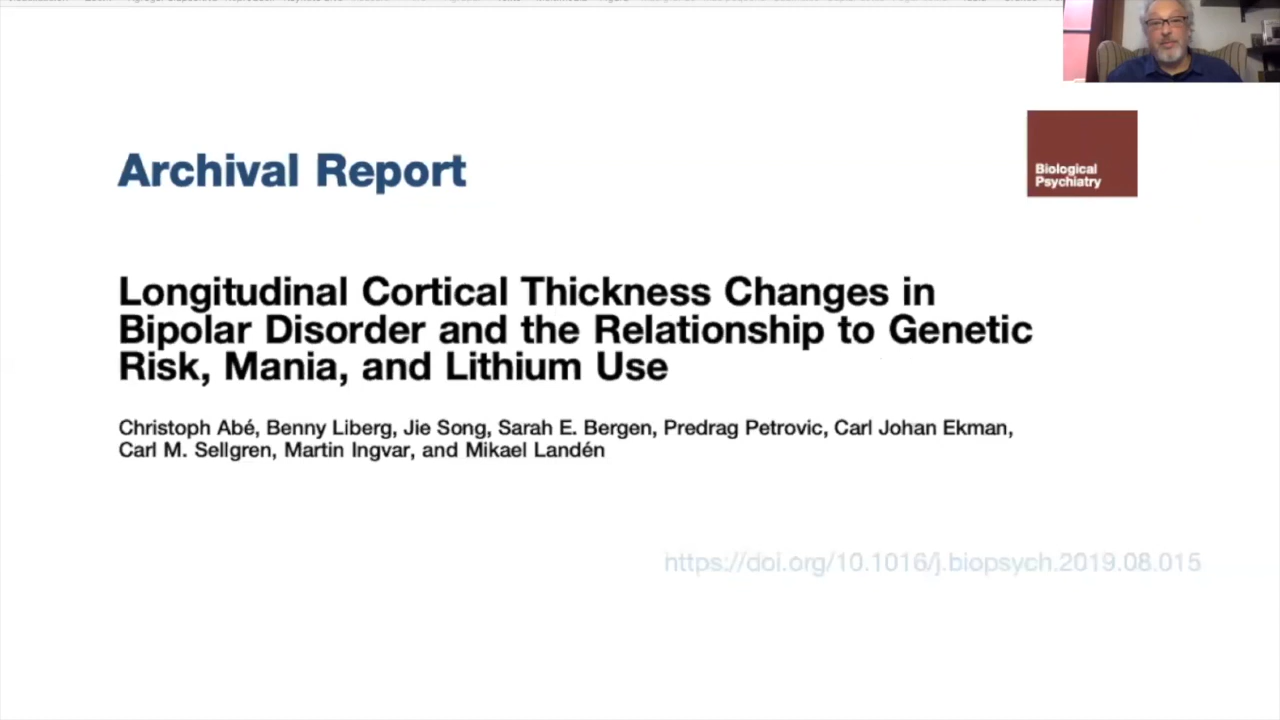 Archival Report
Biological
Psychiatry
Longitudinal Cortical Thickness Changes in
Bipolar Disorder and the Relationship to Genetic
Risk, Mania, and Lithium Use
Christoph Abé, Benny Liberg, Jie Song, Sarah E. Bergen, Predrag Petrovic, Carl Johan Ekman,
Carl M. Sellgren, Martin Ingvar, and Mikael Landén
https://doi.org/10.1016/j.biopsych.2019.08.015